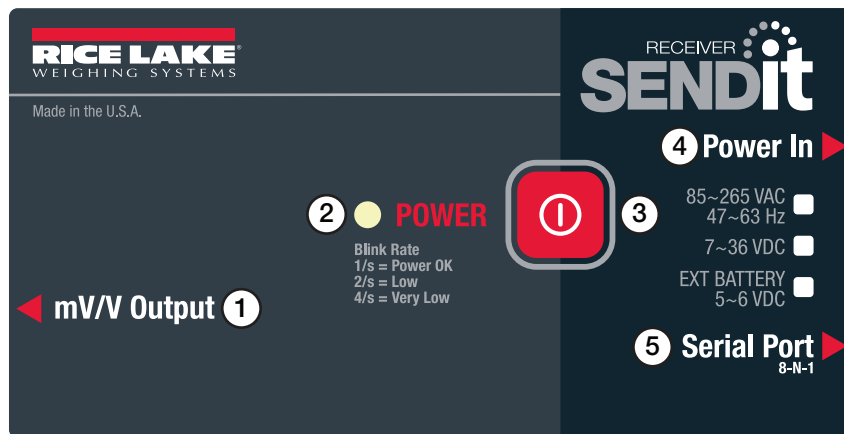 RICE LAKE®
WEIGHING SYSTEMS
Made in the U.S.A.
RECEIVER
SENDit
4 Power In
85~265 VAC
47~63 Hz
7~36 VDC
EXT BATTERY
5~6 VDC
2 POWER 3
Blink Rate
1/s = Power OK
2/s = Low
4/s = Very Low
mV/V Output 1
5 Serial Port
8-N-1